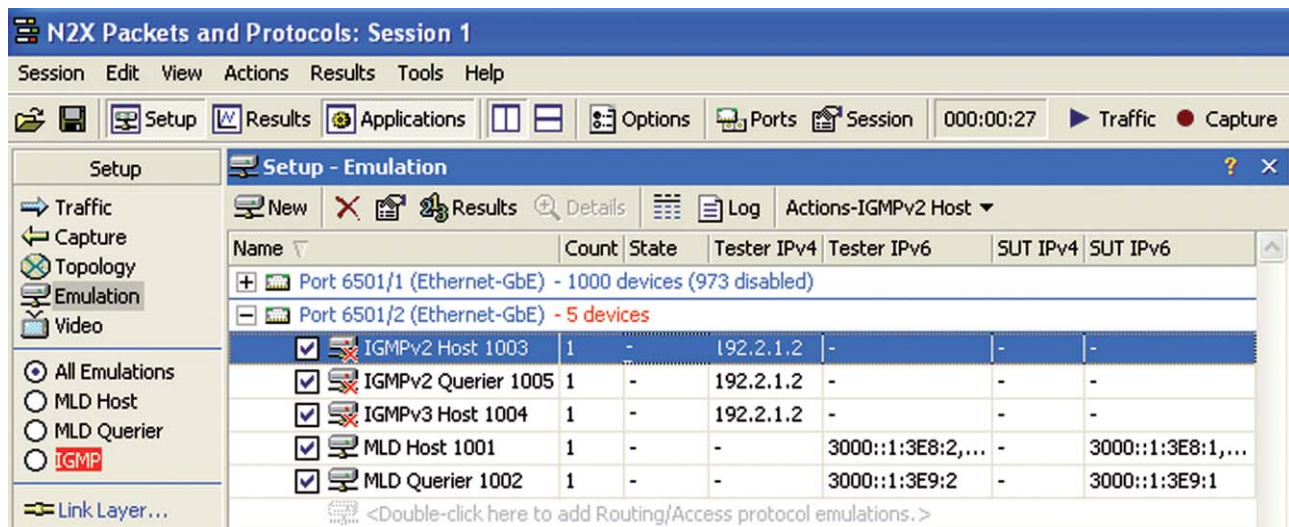 N2X Packets and Protocols: Session 1
Session Edit View Actions Results Tools Help
Setup Results Applications Options Ports Session 000:00:27 Traffic Capture
Setup
Traffic
Capture
Topology
Emulation
Video
All Emulations
MLD Host
MLD Querier
IGMP
Link Layer...
Setup - Emulation ? ×
New Results Details Log Actions-IGMPv2 Host
Name Count State Tester IPv4 Tester IPv6 SUT IPv4 SUT IPv6
Port 6501/1 (Ethernet-GbE) - 1000 devices (973 disabled)
Port 6501/2 (Ethernet-GbE) - 5 devices
IGMPv2 Host 1003 1 - 192.2.1.2 - - -
IGMPv2 Querier 1005 1 - 192.2.1.2 - - -
IGMPv3 Host 1004 1 - 192.2.1.2 - - -
MLD Host 1001 1 - - 3000::1:3E8:2,... - 3000::1:3E8:1,...
MLD Querier 1002 1 - - 3000::1:3E9:2 - 3000::1:3E9:1
<Double-click here to add Routing/Access protocol emulations.>